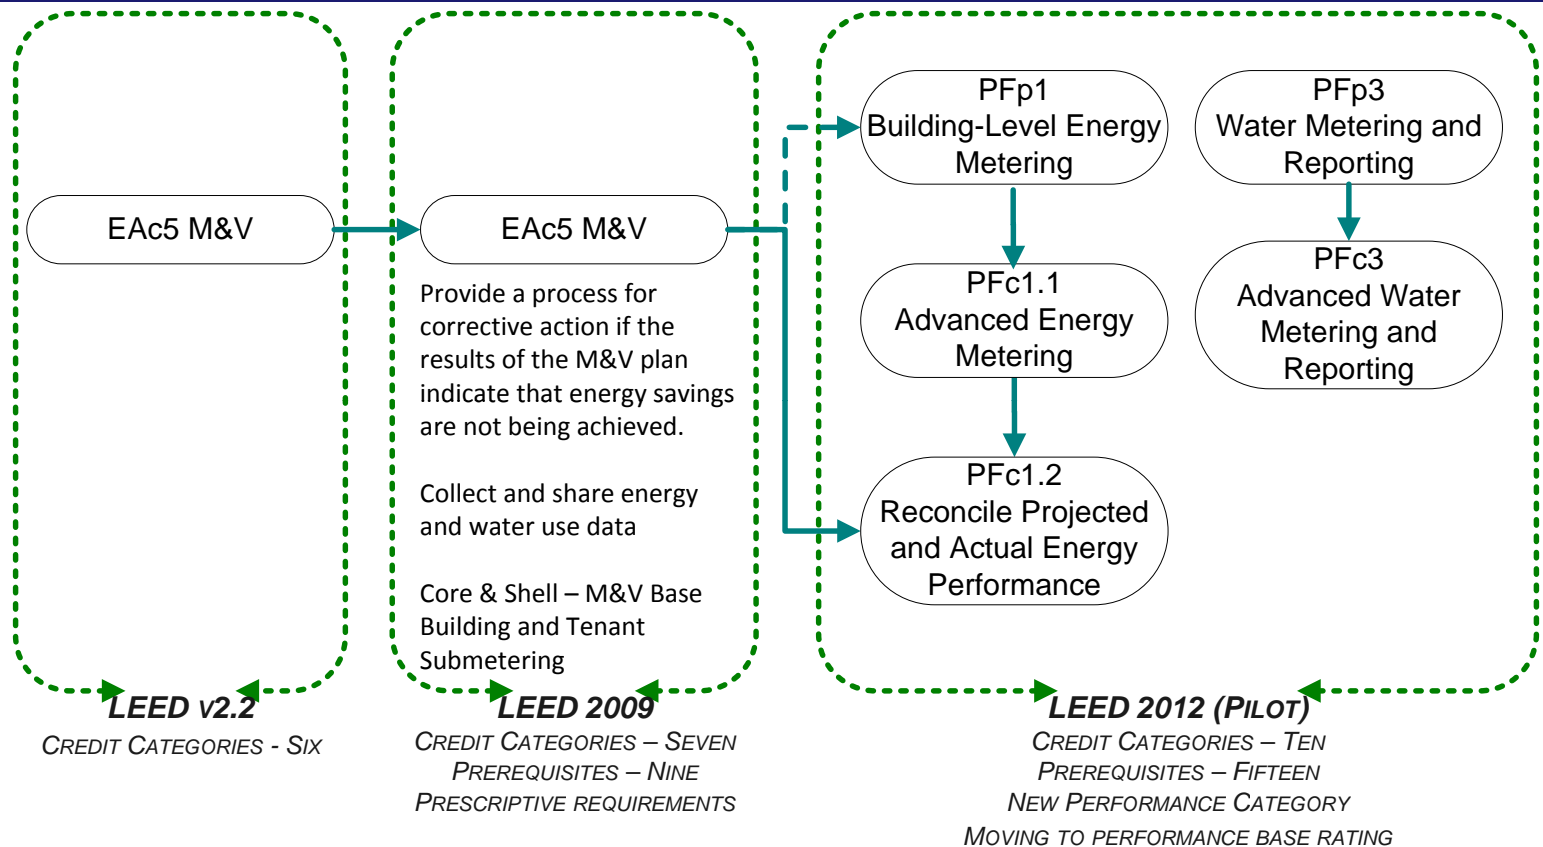 EAc5 M&V
LEED v2.2
CREDIT CATEGORIES - SIX
EAc5 M&V
Provide a process for
corrective action if the
results of the M&V plan
indicate that energy savings
are not being achieved.
Collect and share energy
and water use data
Core & Shell – M&V Base
Building and Tenant
Submetering
LEED 2009
CREDIT CATEGORIES – SEVEN
PREREQUISITES – NINE
PRESCRIPTIVE REQUIREMENTS
PFp1
Building-Level Energy
Metering
PFc1.1
Advanced Energy
Metering
PFc1.2
Reconcile Projected
and Actual Energy
Performance
PFp3
Water Metering and
Reporting
PFc3
Advanced Water
Metering and
Reporting
LEED 2012 (PILOT)
CREDIT CATEGORIES – TEN
PREREQUISITES – FIFTEEN
NEW PERFORMANCE CATEGORY
MOVING TO PERFORMANCE BASE RATING